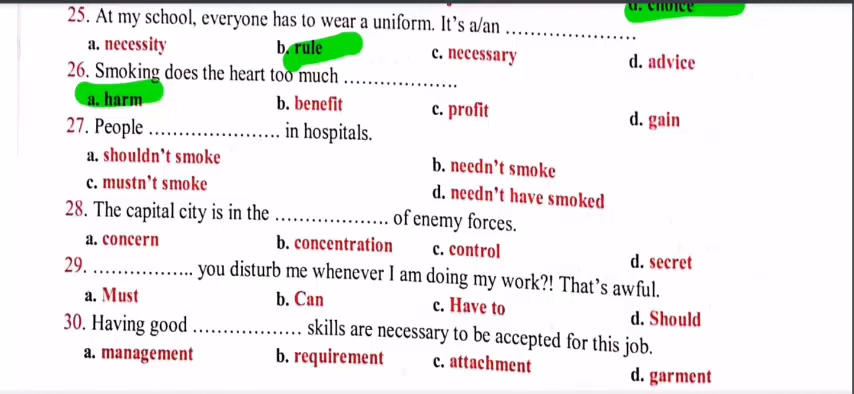 d. choice
25. At my school, everyone has to wear a uniform. It's a/an .....................
a. necessity b. rule c. necessary d. advice
26. Smoking does the heart too much ..................
a. harm b. benefit c. profit d. gain
27. People ..................... in hospitals.
a. shouldn't smoke b. needn't smoke
c. mustn't smoke d. needn't have smoked
28. The capital city is in the .................. of enemy forces.
a. concern b. concentration c. control d. secret
29. ................ you disturb me whenever I am doing my work?! That's awful.
a. Must b. Can c. Have to d. Should
30. Having good .................. skills are necessary to be accepted for this job.
a. management b. requirement c. attachment d. garment